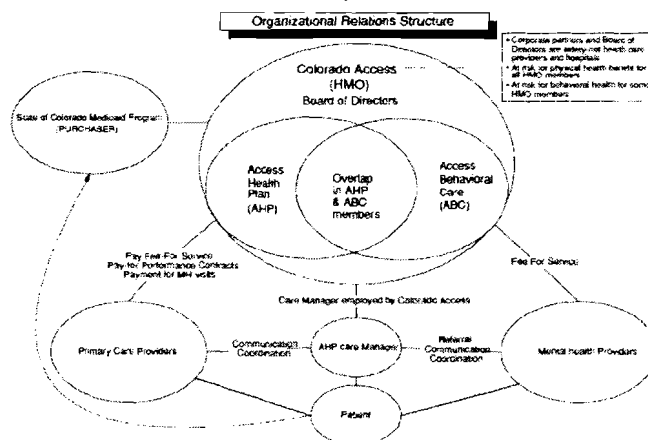 Organizational Relations Structure
• Corporate partners and Board of
Directors are safety-net health care
providers and hospitals
• At risk for physical health benefit for
all HMO members
• At risk for behavioral health for some
HMO members
Colorado Access
(HMO)
Board of Directors
State of Colorado Medicaid Program
(PURCHASER)
Access
Health
Plan
(AHP)
Overlap
in AHP
& ABC
members
Access
Behavioral
Care
(ABC)
Pay Fee-For-Service
Pay-for-Performance Contracts
Payment for MH visits
Fee For Service
Care Manager employed by Colorado Access
Primary Care Providers
Communication
Coordination
AHP care Manager
Referral
Communication
Coordination
Mental health Providers
Patient